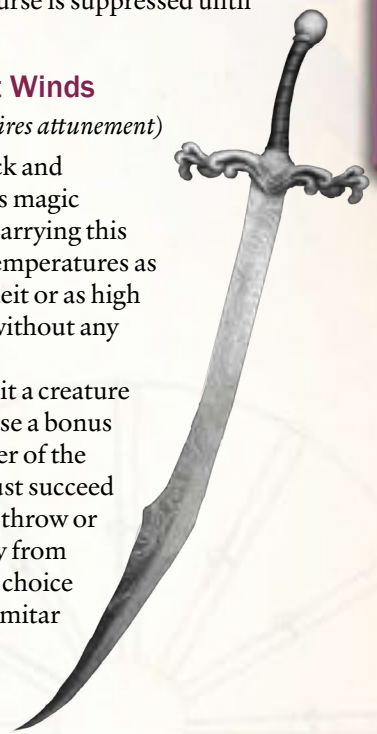 urse is suppressed until
Winds
ires attunement)
ck and
s magic
arrying this
emperatures as
eit or as high
without any
it a creature
se a bonus
er of the
ust succeed
throw or
y from
choice
mitar